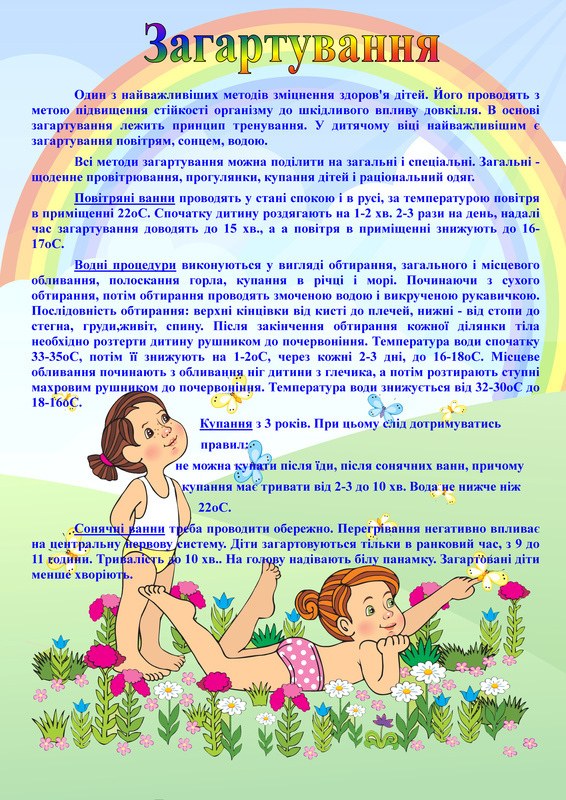 Загартування
Один з найважливіших методів зміцнення здоров'я дітей. Його проводять з
метою підвищення стійкості організму до шкідливого впливу довкілля. В основі
загартування лежить принцип тренування. У дитячому віці найважливішим є
загартування повітрям, сонцем, водою.
Всі методи загартування можна поділити на загальні і спеціальні. Загальні -
щоденне провітрювання, прогулянки, купання дітей і раціональний одяг.
Повітряні ванни проводять у стані спокою і в русі, за температурою повітря
в приміщенні 22оС. Спочатку дитину роздягають на 1-2 хв. 2-3 рази на день, надалі
час загартування доводять до 15 хв., а а повітря в приміщенні знижують до 16-
17оС.
Водні процедури виконуються у вигляді обтирання, загального і місцевого
обливання, полоскання горла, купання в річці і морі. Починаючи з сухого
обтирання, потім обтирання проводять змоченою водою і викрученою рукавичкою.
Послідовність обтирання: верхні кінцівки від кисті до плечей, нижні - від стопи до
стегна, груди,живіт, спину. Після закінчення обтирання кожної ділянки тіла
необхідно розтерти дитину рушником до почервоніння. Температура води спочатку
33-35оС, потім її знижують на 1-2оС, через кожні 2-3 дні, до 16-18оС. Місцеве
обливання починають з обливання ніг дитини з глечика, а потім розтирають ступні
махровим рушником до почервоніння. Температура води знижується від 32-30оС до
18-16оС.
Купання з 3 років. При цьому слід дотримуватись
правил:
не можна купати після їди, після сонячних ванн, причому
купання має тривати від 2-3 до 10 хв. Вода не нижче ніж
22оС.
Сонячні ванни треба проводити обережно. Перегрівання негативно впливає
на центральну нервову систему. Діти загартовуються тільки в ранковий час, з 9 до
11 години. Тривалість до 10 хв.. На голову надівають білу панамку. Загартовані діти
менше хворіють.